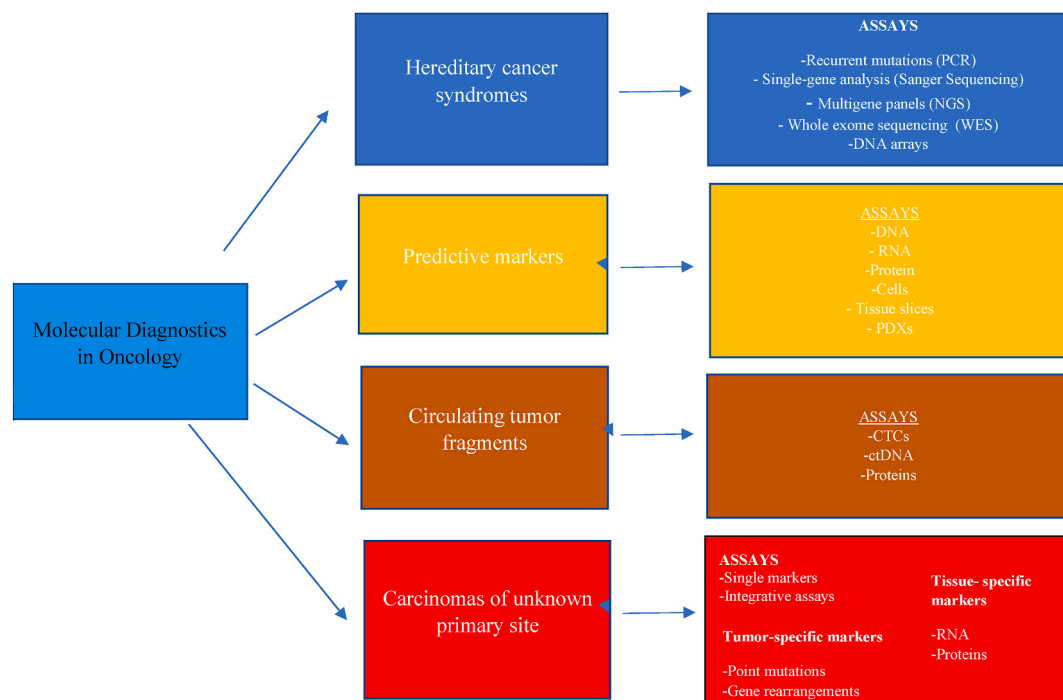 Molecular Diagnostics
in Oncology
Hereditary cancer
syndromes
ASSAYS
-Recurrent mutations (PCR)
- Single-gene analysis (Sanger Sequencing)
- Multigene panels (NGS)
- Whole exome sequencing (WES)
-DNA arrays
Predictive markers
ASSAYS
-DNA
- RNA
-Protein
-Cells
- Tissue slices
- PDXs
Circulating tumor
fragments
ASSAYS
-CTCs
-ctDNA
-Proteins
Carcinomas of unknown
primary site
ASSAYS
-Single markers
-Integrative assays
Tumor-specific markers
-Point mutations
-Gene rearrangements
Tissue- specific
markers
-RNA
-Proteins